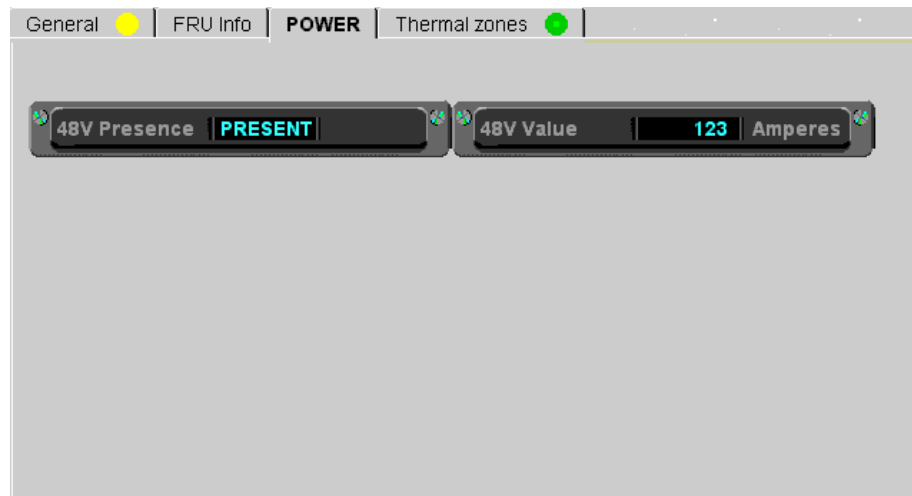 General FRU Info POWER Thermal zones
48V Presence PRESENT 48V Value 123 Amperes